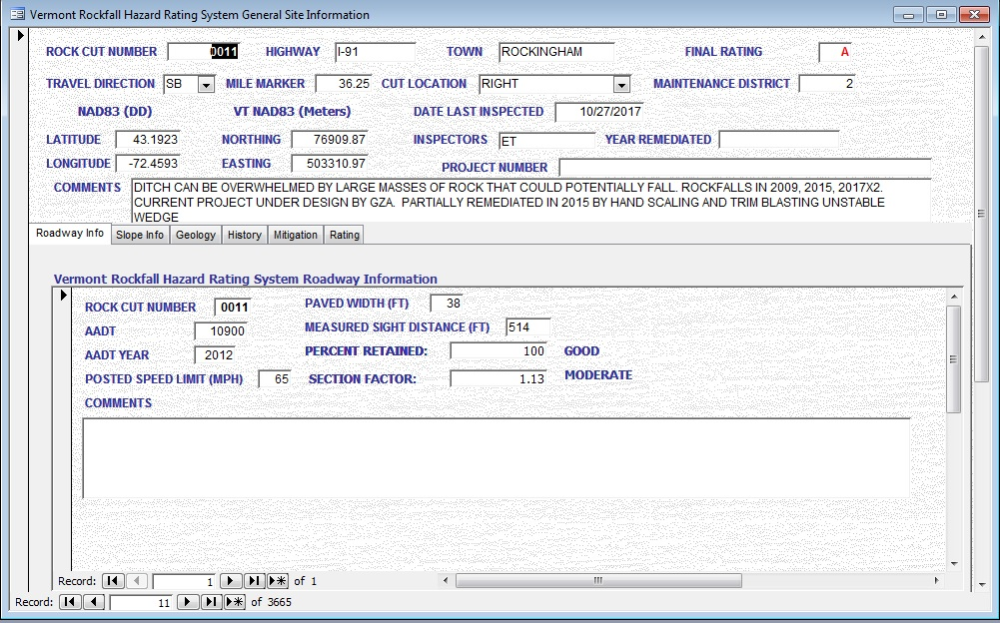 Vermont Rockfall Hazard Rating System General Site Information
ROCK CUT NUMBER 0011 HIGHWAY I-91 TOWN ROCKINGHAM FINAL RATING A
TRAVEL DIRECTION SB MILE MARKER 36.25 CUT LOCATION RIGHT MAINTENANCE DISTRICT 2
NAD83 (DD) VT NAD83 (Meters) DATE LAST INSPECTED 10/27/2017
LATITUDE 43.1923 NORTHING 76909.87 INSPECTORS ET YEAR REMEDIATED
LONGITUDE -72.4593 EASTING 503310.97 PROJECT NUMBER
COMMENTS DITCH CAN BE OVERWHELMED BY LARGE MASSES OF ROCK THAT COULD POTENTIALLY FALL. ROCKFALLS IN 2009, 2015, 2017X2.
CURRENT PROJECT UNDER DESIGN BY GZA. PARTIALLY REMEDIATED IN 2015 BY HAND SCALING AND TRIM BLASTING UNSTABLE
WEDGE
Roadway Info Slope Info Geology History Mitigation Rating
Vermont Rockfall Hazard Rating System Roadway Information
ROCK CUT NUMBER 0011 PAVED WIDTH (FT) 38
AADT 10900 MEASURED SIGHT DISTANCE (FT) 514
AADT YEAR 2012 PERCENT RETAINED: 100 GOOD
POSTED SPEED LIMIT (MPH) 65 SECTION FACTOR: 1.13 MODERATE
COMMENTS
Record: 1 of 1
Record: 11 of 3665